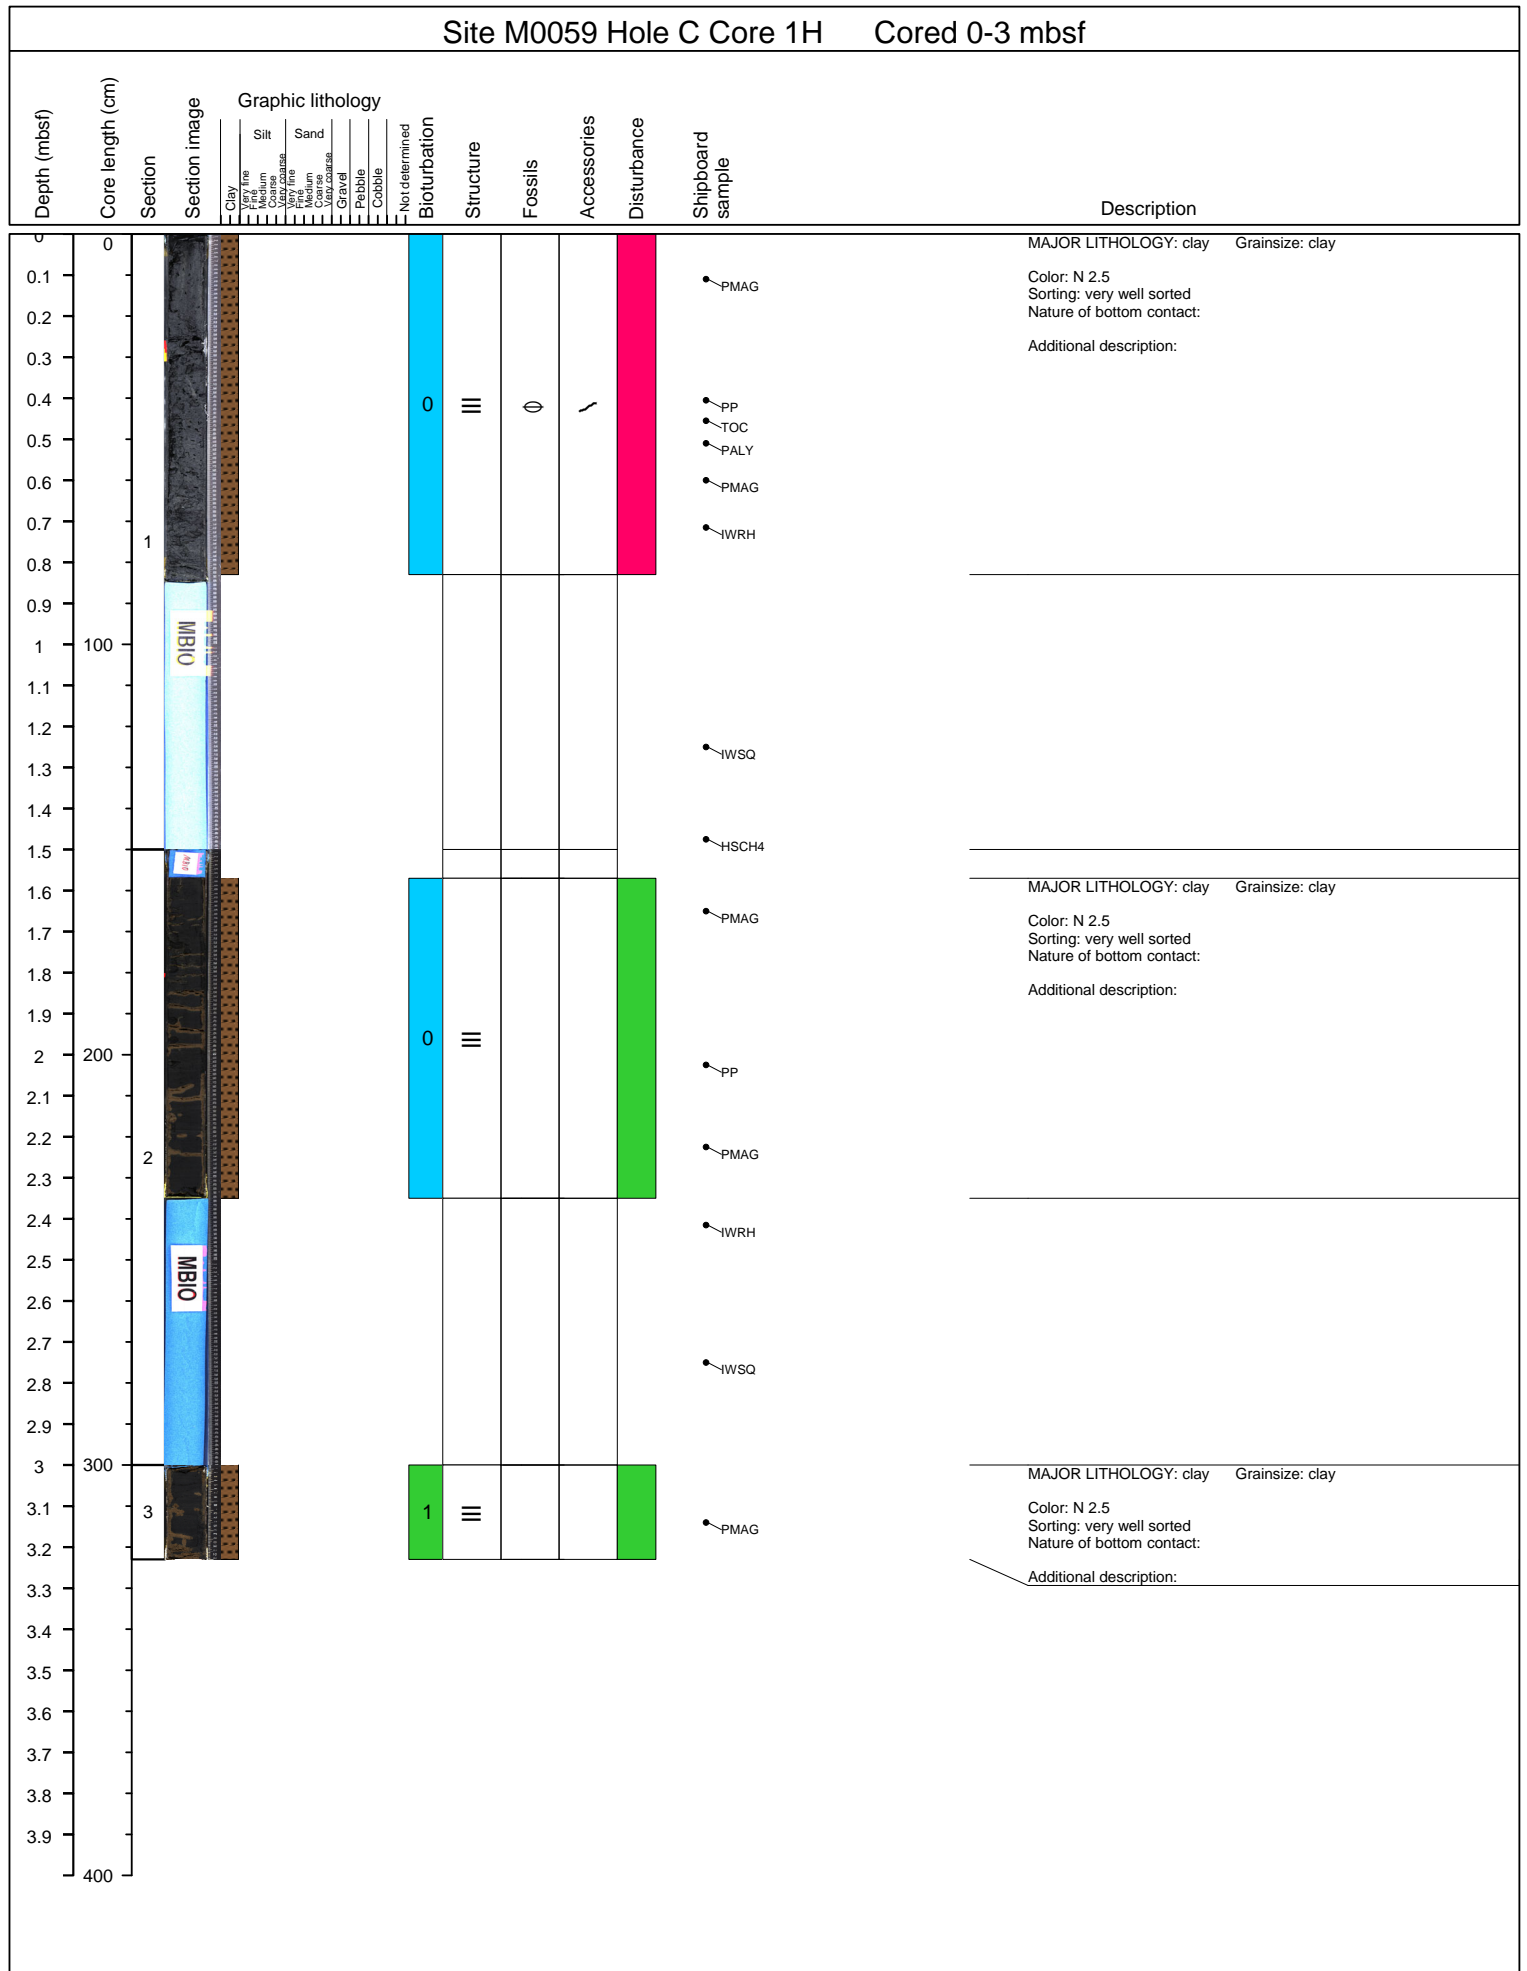 Site M0059 Hole C Core 1H Cored 0-3 mbsf
Depth (mbsf)
Core length (cm)
Section
Section image
Graphic lithology
Clay
Silt
Very fine
Fine
Medium
Coarse
Very coarse
Sand
Very fine
Fine
Medium
Coarse
Very coarse
Gravel
Pebble
Cobble
Not determined
Bioturbation
Structure
Fossils
Accessories
Disturbance
Shipboard
sample
Description
0 0
MAJOR LITHOLOGY: clay Grainsize: clay
0.1
PMAG
Color: N 2.5
Sorting: very well sorted
0.2
Nature of bottom contact:
0.3
Additional description:
0.4
0
PP
TOC
0.5
PALY
0.6
PMAG
0.7
IWRH
1
0.8
0.9
MBIO
1 100
1.1
1.2
IWSQ
1.3
1.4
HSCH4
1.5
MBIO
1.6
MAJOR LITHOLOGY: clay Grainsize: clay
1.7
PMAG
Color: N 2.5
Sorting: very well sorted
Nature of bottom contact:
1.8
Additional description:
1.9
0
2 200
PP
2.1
2.2
PMAG
2
2.3
2.4
IWRH
2.5
MBIO
2.6
2.7
IWSQ
2.8
2.9
3 300
MAJOR LITHOLOGY: clay Grainsize: clay
3.1
3
1
Color: N 2.5
PMAG
Sorting: very well sorted
Nature of bottom contact:
3.2
Additional description:
3.3
3.4
3.5
3.6
3.7
3.8
3.9
400